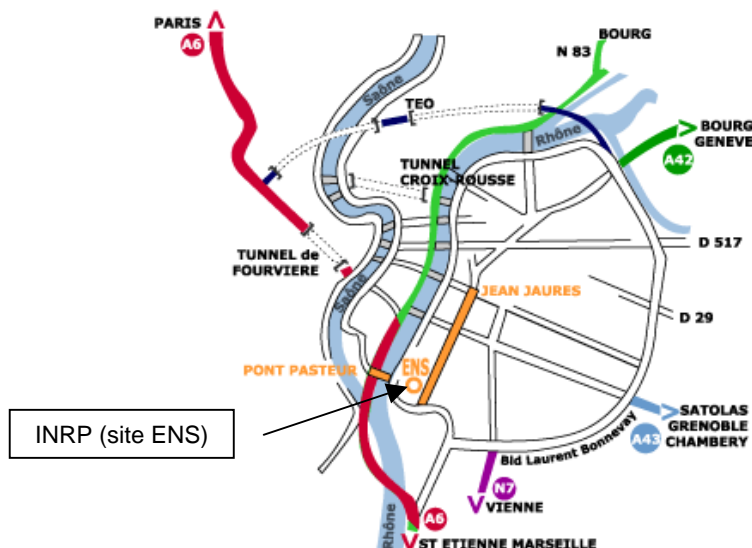 PARIS
A6
BOURG
N 83
Saône
TEO
Rhône
BOURG
GENEVE
A42
TUNNEL
CROIX-ROUSSE
TUNNEL de
FOURVIERE
D 517
Saône
JEAN JAURES
D 29
PONT PASTEUR
ENS
INRP (site ENS)
SATOLAS
GRENOBLE
CHAMBERY
A43
Bld Laurent Bonnevay
N7
VIENNE
A6
Rhône
ST ETIENNE MARSEILLE